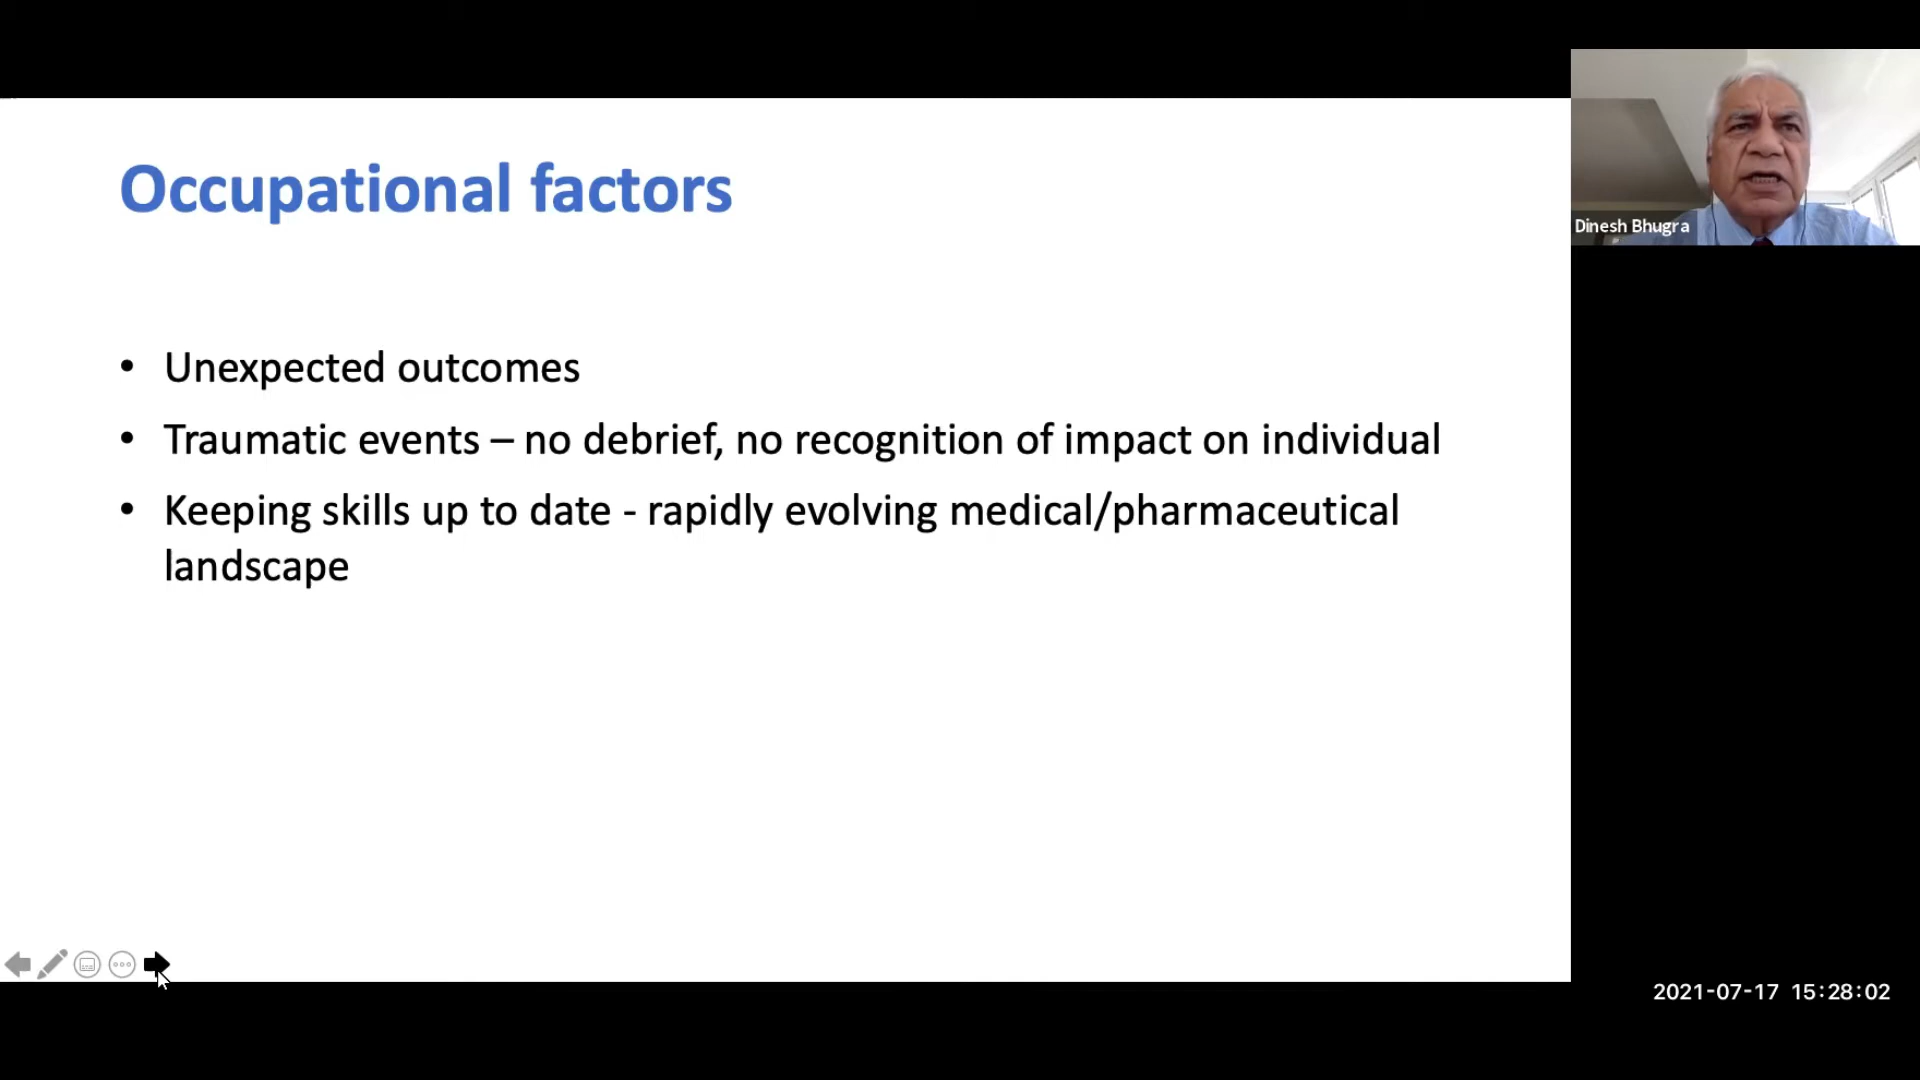 Occupational factors
• Unexpected outcomes
• Traumatic events – no debrief, no recognition of impact on individual
• Keeping skills up to date - rapidly evolving medical/pharmaceutical
landscape
Dinesh Bhugra
2021-07-17 15:28:02